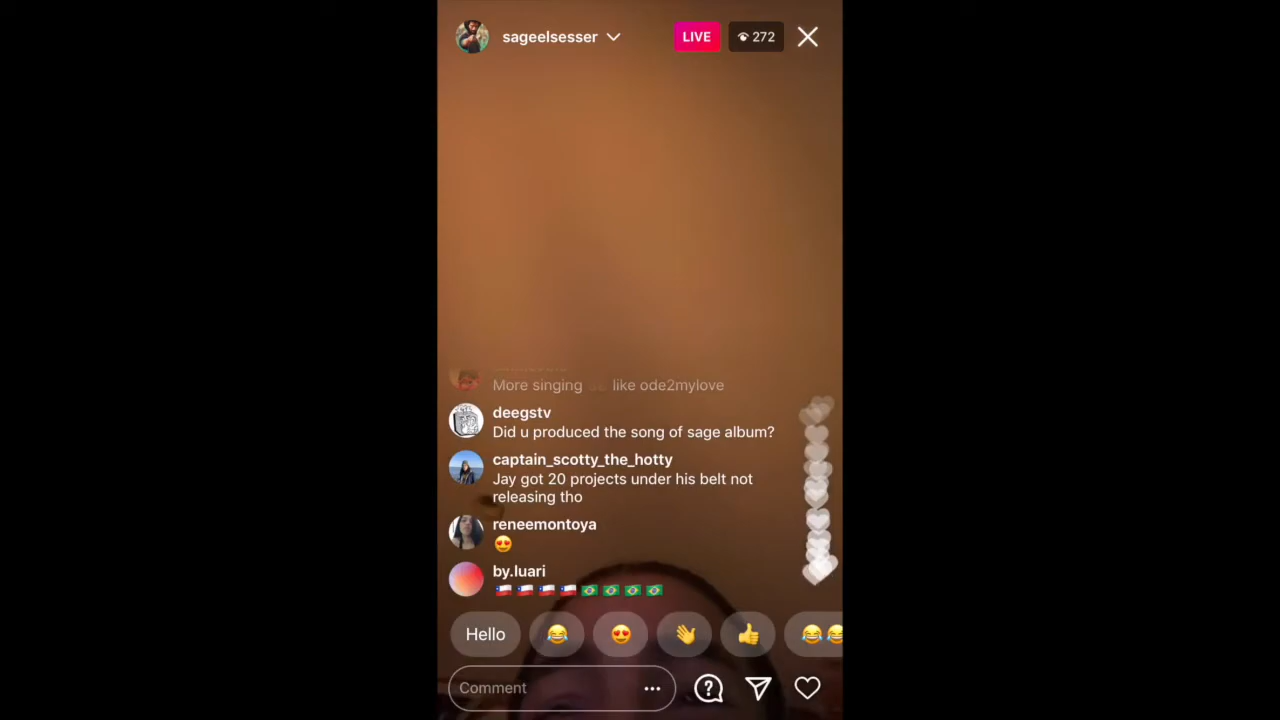 sageelsesser
LIVE
272
More singing like ode2mylove
deegstv
Did u produced the song of sage album?
captain_scotty_the_hotty
Jay got 20 projects under his belt not
releasing tho
reneemontoya
😍
by.luari
🇨🇱🇨🇱🇨🇱🇨🇱🇧🇷🇧🇷🇧🇷🇧🇷
Hello 😂 😍 👋 👍 😂😂
Comment